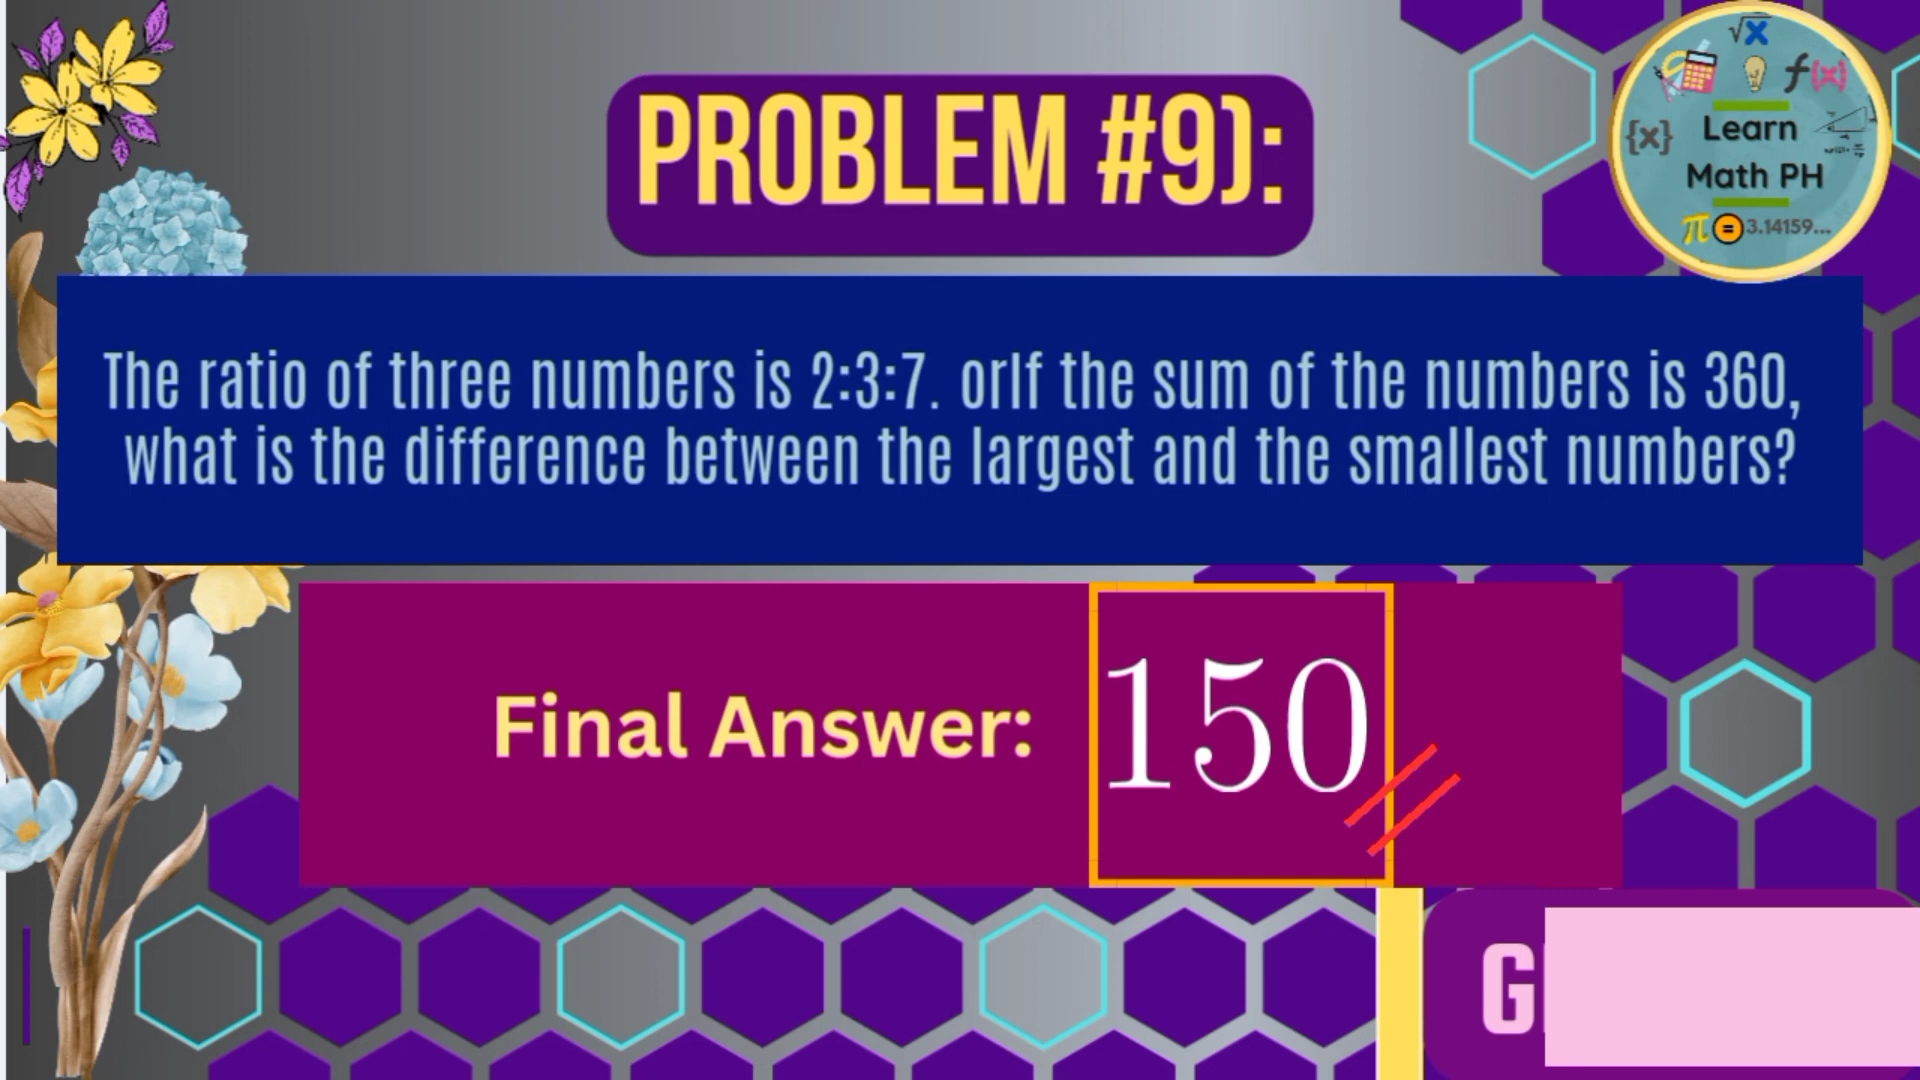 PROBLEM #9):
√x
f(x)
{x}
Learn
Math PH
π = 3.14159...
The ratio of three numbers is 2:3:7. orIf the sum of the numbers is 360,
what is the difference between the largest and the smallest numbers?
Final Answer: 150
G